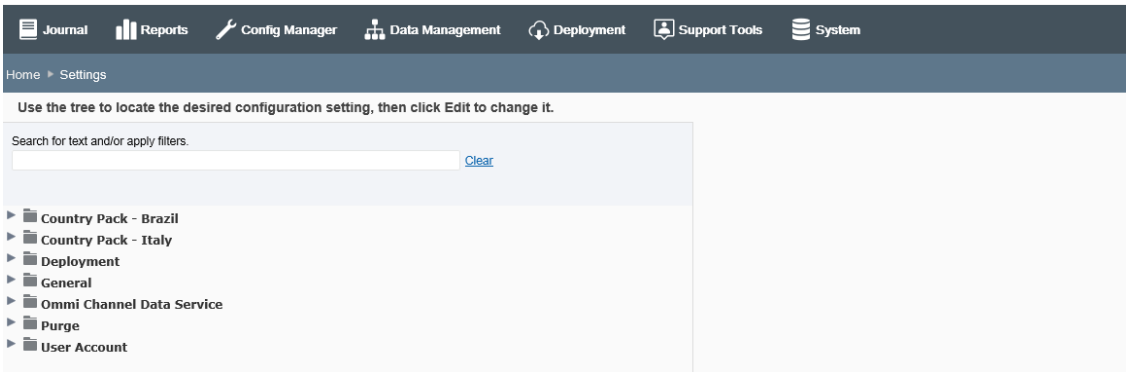 Journal Reports Config Manager Data Management Deployment Support Tools System
Home Settings
Use the tree to locate the desired configuration setting, then click Edit to change it.
Search for text and/or apply filters.
Clear
Country Pack - Brazil
Country Pack - Italy
Deployment
General
Ommi Channel Data Service
Purge
User Account